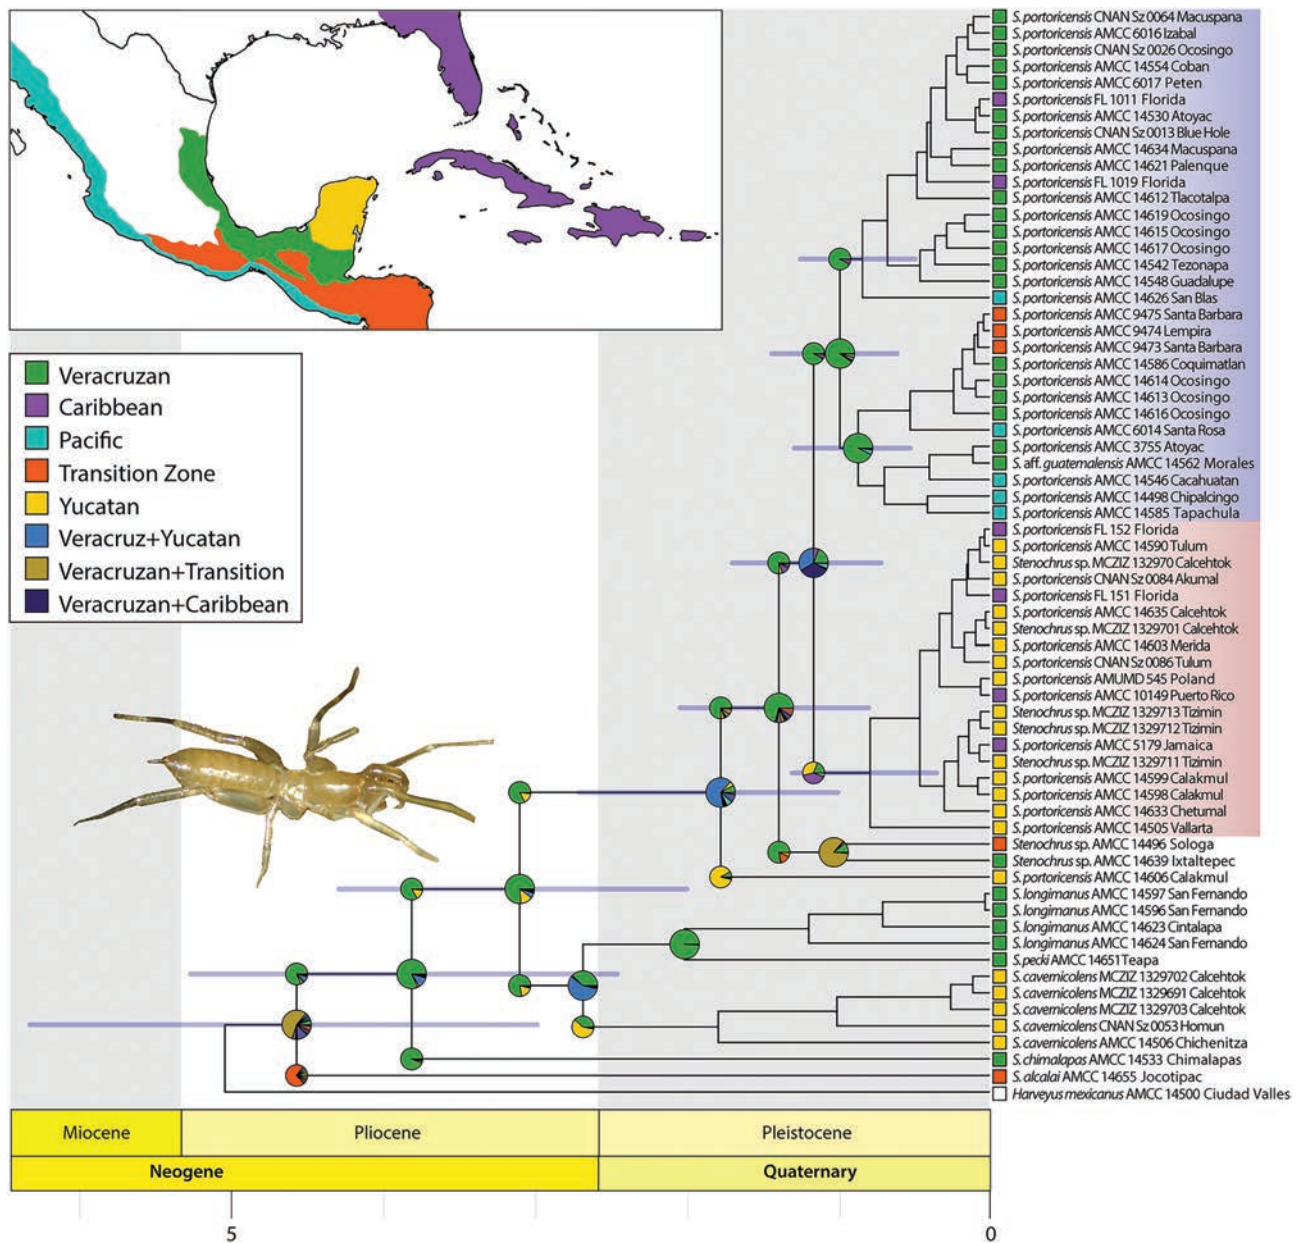 Veracruzan
Caribbean
Pacific
Transition Zone
Yucatan
Veracruz+Yucatan
Veracruzan+Transition
Veracruzan+Caribbean
S. portoricensis CNAN Sz 0064 Macuspana
S. portoricensis AMCC 6016 Izabal
S. portoricensis CNAN Sz 0026 Ocosingo
S. portoricensis AMCC 14554 Coban
S. portoricensis AMCC 6017 Peten
S. portoricensis FL 1011 Florida
S. portoricensis AMCC 14530 Atoyac
S. portoricensis CNAN Sz 0013 Blue Hole
S. portoricensis AMCC 14634 Macuspana
S. portoricensis AMCC 14621 Palenque
S. portoricensis FL 1019 Florida
S. portoricensis AMCC 14612 Tlacotalpa
S. portoricensis AMCC 14619 Ocosingo
S. portoricensis AMCC 14615 Ocosingo
S. portoricensis AMCC 14617 Ocosingo
S. portoricensis AMCC 14542 Tezonapa
S. portoricensis AMCC 14548 Guadalupe
S. portoricensis AMCC 14626 San Blas
S. portoricensis AMCC 9475 Santa Barbara
S. portoricensis AMCC 9474 Lempira
S. portoricensis AMCC 9473 Santa Barbara
S. portoricensis AMCC 14586 Coquimatlan
S. portoricensis AMCC 14614 Ocosingo
S. portoricensis AMCC 14613 Ocosingo
S. portoricensis AMCC 14616 Ocosingo
S. portoricensis AMCC 6014 Santa Rosa
S. portoricensis AMCC 3755 Atoyac
S. aff. guatemalensis AMCC 14562 Morales
S. portoricensis AMCC 14546 Cacahuatan
S. portoricensis AMCC 14498 Chipalcingo
S. portoricensis AMCC 14585 Tapachula
S. portoricensis FL 152 Florida
S. portoricensis AMCC 14590 Tulum
Stenochrus sp. MCZIZ 132970 Calcehtok
S. portoricensis CNAN Sz 0084 Akumal
S. portoricensis FL 151 Florida
S. portoricensis AMCC 14635 Calcehtok
Stenochrus sp. MCZIZ 1329701 Calcehtok
S. portoricensis AMCC 14603 Merida
S. portoricensis CNAN Sz 0086 Tulum
S. portoricensis AMUMD 545 Poland
S. portoricensis AMCC 10149 Puerto Rico
Stenochrus sp. MCZIZ 1329713 Tizimin
Stenochrus sp. MCZIZ 1329712 Tizimin
S. portoricensis AMCC 5179 Jamaica
Stenochrus sp. MCZIZ 1329711 Tizimin
S. portoricensis AMCC 14599 Calakmul
S. portoricensis AMCC 14598 Calakmul
S. portoricensis AMCC 14633 Chetumal
S. portoricensis AMCC 14505 Vallarta
Stenochrus sp. AMCC 14496 Sologa
Stenochrus sp. AMCC 14639 Ixtaltepec
S. portoricensis AMCC 14606 Calakmul
S. longimanus AMCC 14597 San Fernando
S. longimanus AMCC 14596 San Fernando
S. longimanus AMCC 14623 Cintalapa
S. longimanus AMCC 14624 San Fernando
S. pecki AMCC 14651 Teapa
S. cavernicolens MCZIZ 1329702 Calcehtok
S. cavernicolens MCZIZ 1329691 Calcehtok
S. cavernicolens MCZIZ 1329703 Calcehtok
S. cavernicolens CNAN Sz 0053 Homun
S. cavernicolens AMCC 14506 Chichenitza
S. chimalapas AMCC 14533 Chimalapas
S. alcalai AMCC 14655 Jocotipac
Harveyus mexicanus AMCC 14500 Ciudad Valles
Miocene Pliocene Pleistocene
Neogene Quaternary
5 0